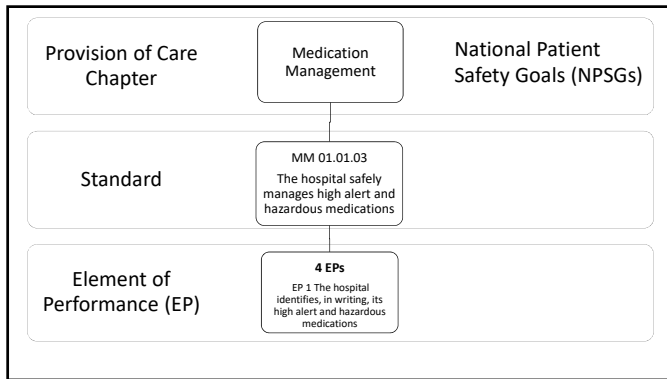 Provision of Care
Chapter
Medication
Management
National Patient
Safety Goals (NPSGs)
Standard
MM 01.01.03
The hospital safely
manages high alert and
hazardous medications
Element of
Performance (EP)
4 EPs
EP 1 The hospital
identifies, in writing, its
high alert and hazardous
medications